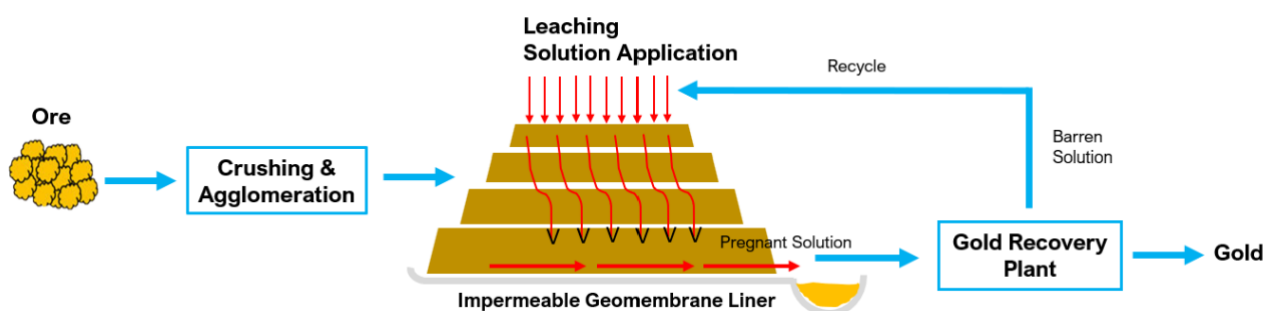 Leaching
Solution Application
Recycle
Ore
Crushing &
Agglomeration
Barren
Solution
Pregnant Solution
Gold Recovery
Plant
Gold
Impermeable Geomembrane Liner